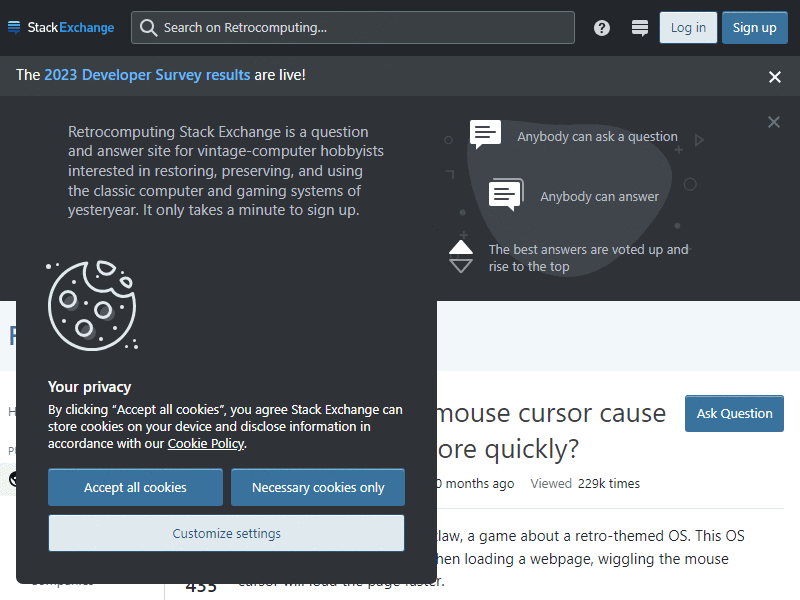 StackExchange
Search on Retrocomputing...
Log in
Sign up
The 2023 Developer Survey results are live!
Retrocomputing Stack Exchange is a question
and answer site for vintage-computer hobbyists
interested in restoring, preserving, and using
the classic computer and gaming systems of
yesteryear. It only takes a minute to sign up.
Anybody can ask a question
Anybody can answer
The best answers are voted up and
rise to the top
Your privacy
By clicking “Accept all cookies”, you agree Stack Exchange can
store cookies on your device and disclose information in
accordance with our Cookie Policy.
Accept all cookies
Necessary cookies only
Customize settings
mouse cursor cause
quickly?
Ask Question
months ago Viewed 229k times
a game about a retro-themed OS. This OS
loading a webpage, wiggling the mouse
cursor will load the page faster.